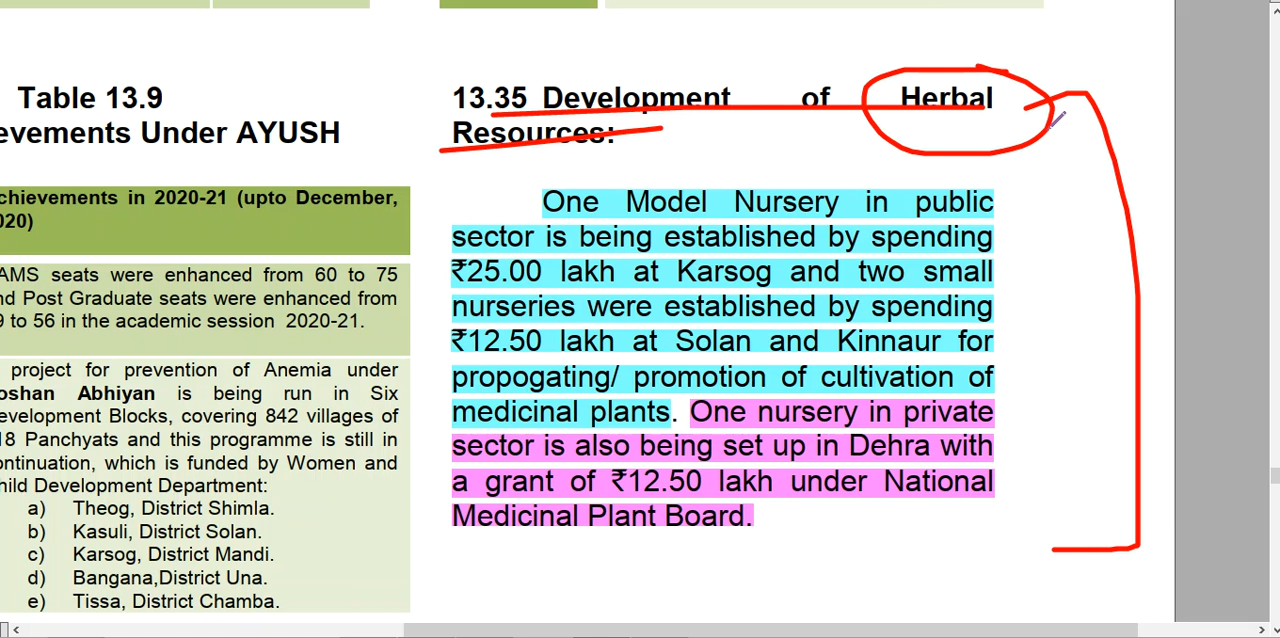 Table 13.9
evements Under AYUSH
chievements in 2020-21 (upto December,
020)
AMS seats were enhanced from 60 to 75
nd Post Graduate seats were enhanced from
9 to 56 in the academic session 2020-21.
project for prevention of Anemia under
oshan Abhiyan is being run in Six
evelopment Blocks, covering 842 villages of
18 Panchyats and this programme is still in
ontinuation, which is funded by Women and
hild Development Department:
a) Theog, District Shimla.
b) Kasuli, District Solan.
c) Karsog, District Mandi.
d) Bangana,District Una.
e) Tissa, District Chamba.
13.35 Development of Herbal
Resources:
One Model Nursery in public
sector is being established by spending
₹25.00 lakh at Karsog and two small
nurseries were established by spending
₹12.50 lakh at Solan and Kinnaur for
propogating/ promotion of cultivation of
medicinal plants. One nursery in private
sector is also being set up in Dehra with
a grant of ₹12.50 lakh under National
Medicinal Plant Board.